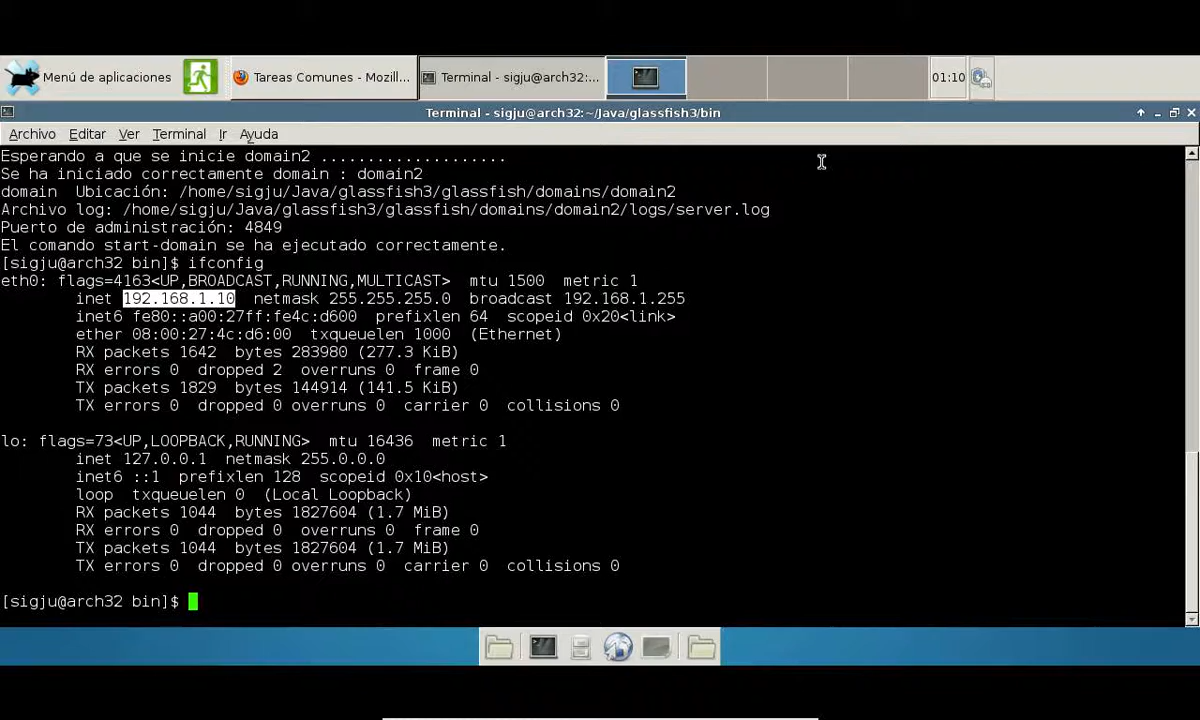 Menú de aplicaciones
Tareas Comunes - Mozill...
Terminal - sigju@arch32:...
01:10
Terminal - sigju@arch32:~/Java/glassfish3/bin
Archivo Editar Ver Terminal Ir Ayuda
Esperando a que se inicie domain2 ....................
Se ha iniciado correctamente domain : domain2
domain  Ubicación: /home/sigju/Java/glassfish3/glassfish/domains/domain2
Archivo log: /home/sigju/Java/glassfish3/glassfish/domains/domain2/logs/server.log
Puerto de administración: 4849
El comando start-domain se ha ejecutado correctamente.
[sigju@arch32 bin]$ ifconfig
eth0: flags=4163<UP,BROADCAST,RUNNING,MULTICAST>  mtu 1500  metric 1
        inet 192.168.1.10  netmask 255.255.255.0  broadcast 192.168.1.255
        inet6 fe80::a00:27ff:fe4c:d600  prefixlen 64  scopeid 0x20<link>
        ether 08:00:27:4c:d6:00  txqueuelen 1000  (Ethernet)
        RX packets 1642  bytes 283980 (277.3 KiB)
        RX errors 0  dropped 2  overruns 0  frame 0
        TX packets 1829  bytes 144914 (141.5 KiB)
        TX errors 0  dropped 0 overruns 0  carrier 0  collisions 0
lo: flags=73<UP,LOOPBACK,RUNNING>  mtu 16436  metric 1
        inet 127.0.0.1  netmask 255.0.0.0
        inet6 ::1  prefixlen 128  scopeid 0x10<host>
        loop  txqueuelen 0  (Local Loopback)
        RX packets 1044  bytes 1827604 (1.7 MiB)
        RX errors 0  dropped 0  overruns 0  frame 0
        TX packets 1044  bytes 1827604 (1.7 MiB)
        TX errors 0  dropped 0 overruns 0  carrier 0  collisions 0
[sigju@arch32 bin]$